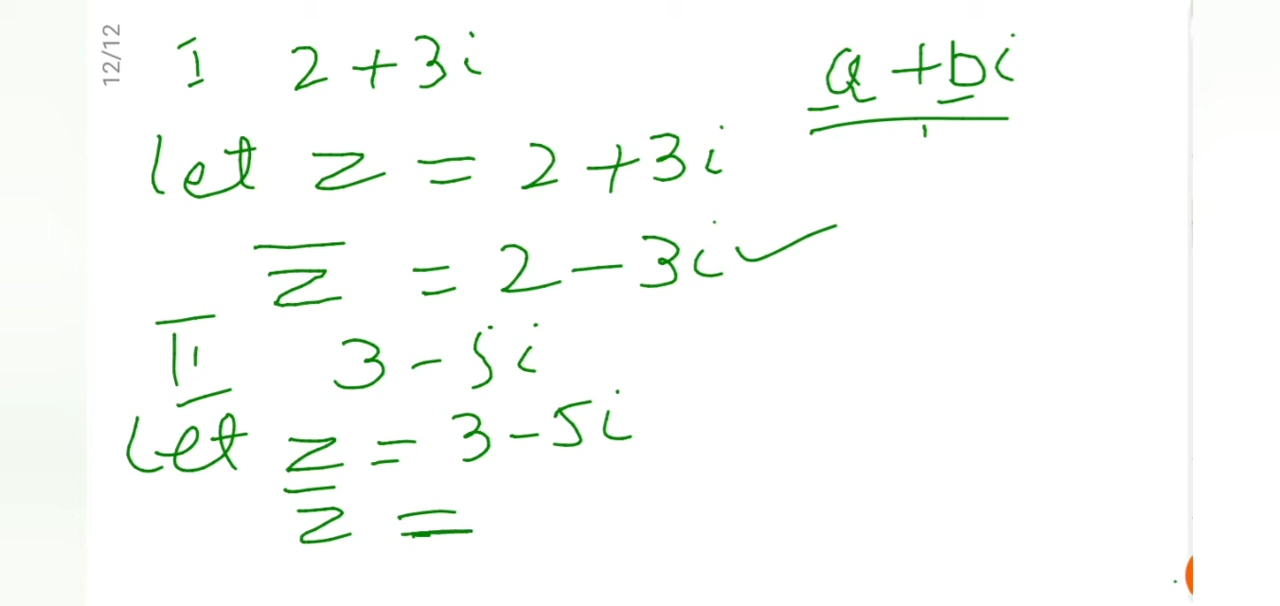 12/12
I 2 + 3i
a + bi
let z = 2 + 3i
z̅ = 2 - 3i ✓
II 3 - 5i
Let z = 3 - 5i
z̅ =